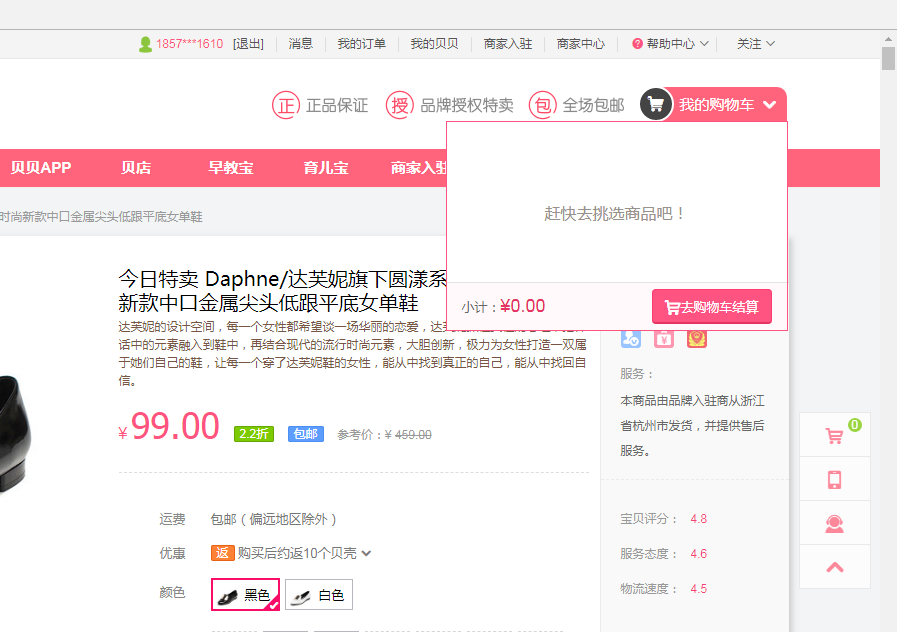 1857***1610 [退出] 消息 我的订单 我的贝贝 商家入驻 商家中心 ? 帮助中心 关注
正 正品保证 授 品牌授权特卖 包 全场包邮 我的购物车
贝贝APP 贝店 早教宝 育儿宝 商家入驻
赶快去挑选商品吧！
小计：¥0.00 去购物车结算
时尚新款中口金属尖头低跟平底女单鞋
今日特卖 Daphne/达芙妮旗下圆漾系
新款中口金属尖头低跟平底女单鞋
达芙妮的设计空间，每一个女性都希望谈一场华丽的恋爱，达
话中的元素融入到鞋中，再结合现代的流行时尚元素，大胆创新，极力为女性打造一双属
于她们自己的鞋，让每一个穿了达芙妮鞋的女性，能从中找到真正的自己，能从中找回自
信。
¥99.00 2.2折 包邮 参考价：¥ 459.00
运费 包邮（偏远地区除外）
优惠 返 购买后约返10个贝壳
颜色 黑色 白色
¥
服务：
本商品由品牌入驻商从浙江
省杭州市发货，并提供售后
服务。
宝贝评分： 4.8
服务态度： 4.6
物流速度： 4.5
0